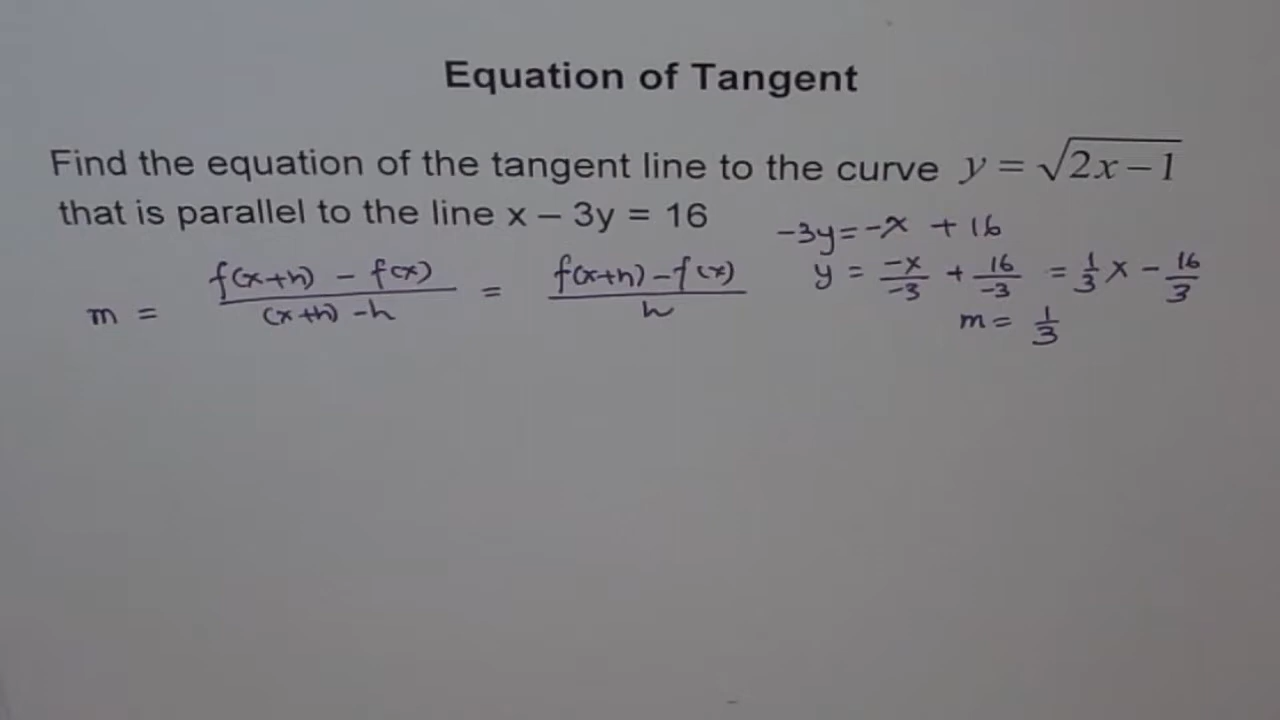 Equation of Tangent
Find the equation of the tangent line to the curve y = √(2x – 1)
that is parallel to the line x – 3y = 16
-3y = -x + 16
m = (f(x+h) - f(x))/((x+h) - h) = (f(x+h) - f(x))/h
y = -x/-3 + 16/-3 = 1/3 x - 16/3
m = 1/3